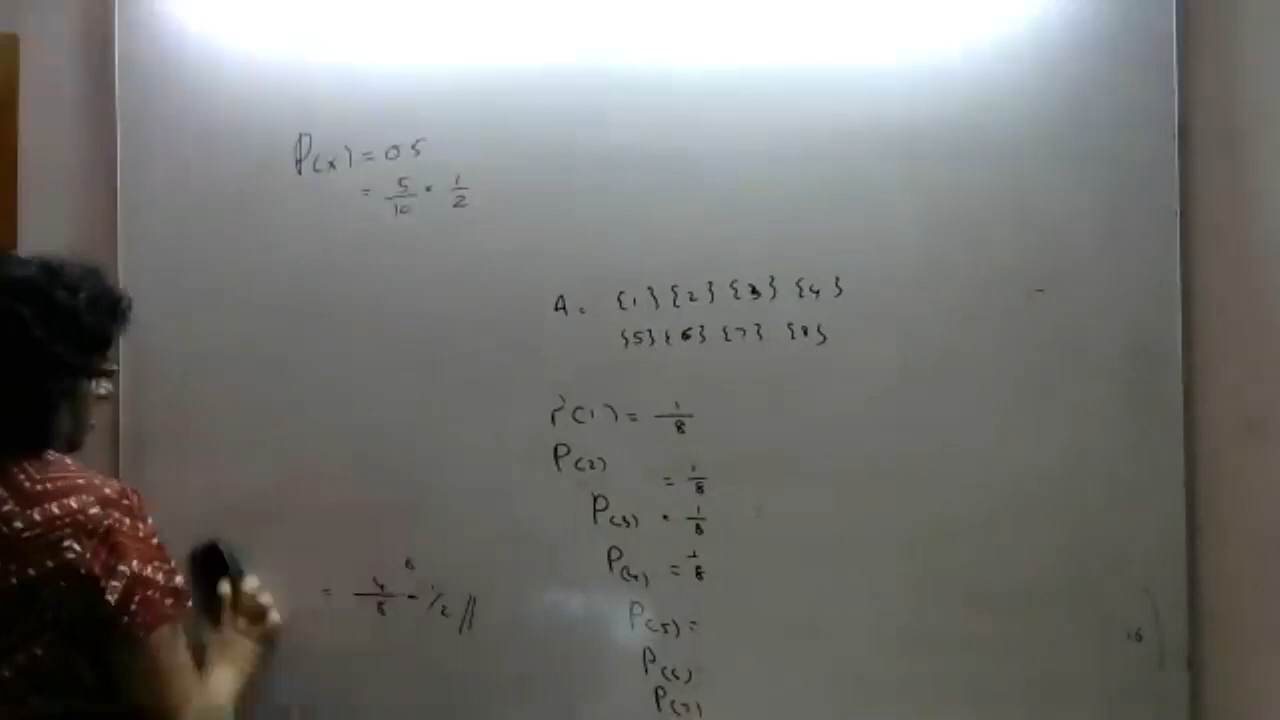 P(x) = 0.5
= 5/10 = 1/2
A = {1} {2} {3} {4}
{5} {6} {7} {8}
P(1) = 1/8
P(2)
= 1/8
P(3) = 1/8
P(4) = 1/8
= 4/8 = 1/2 //
P(5) =
P(6)
P(7)